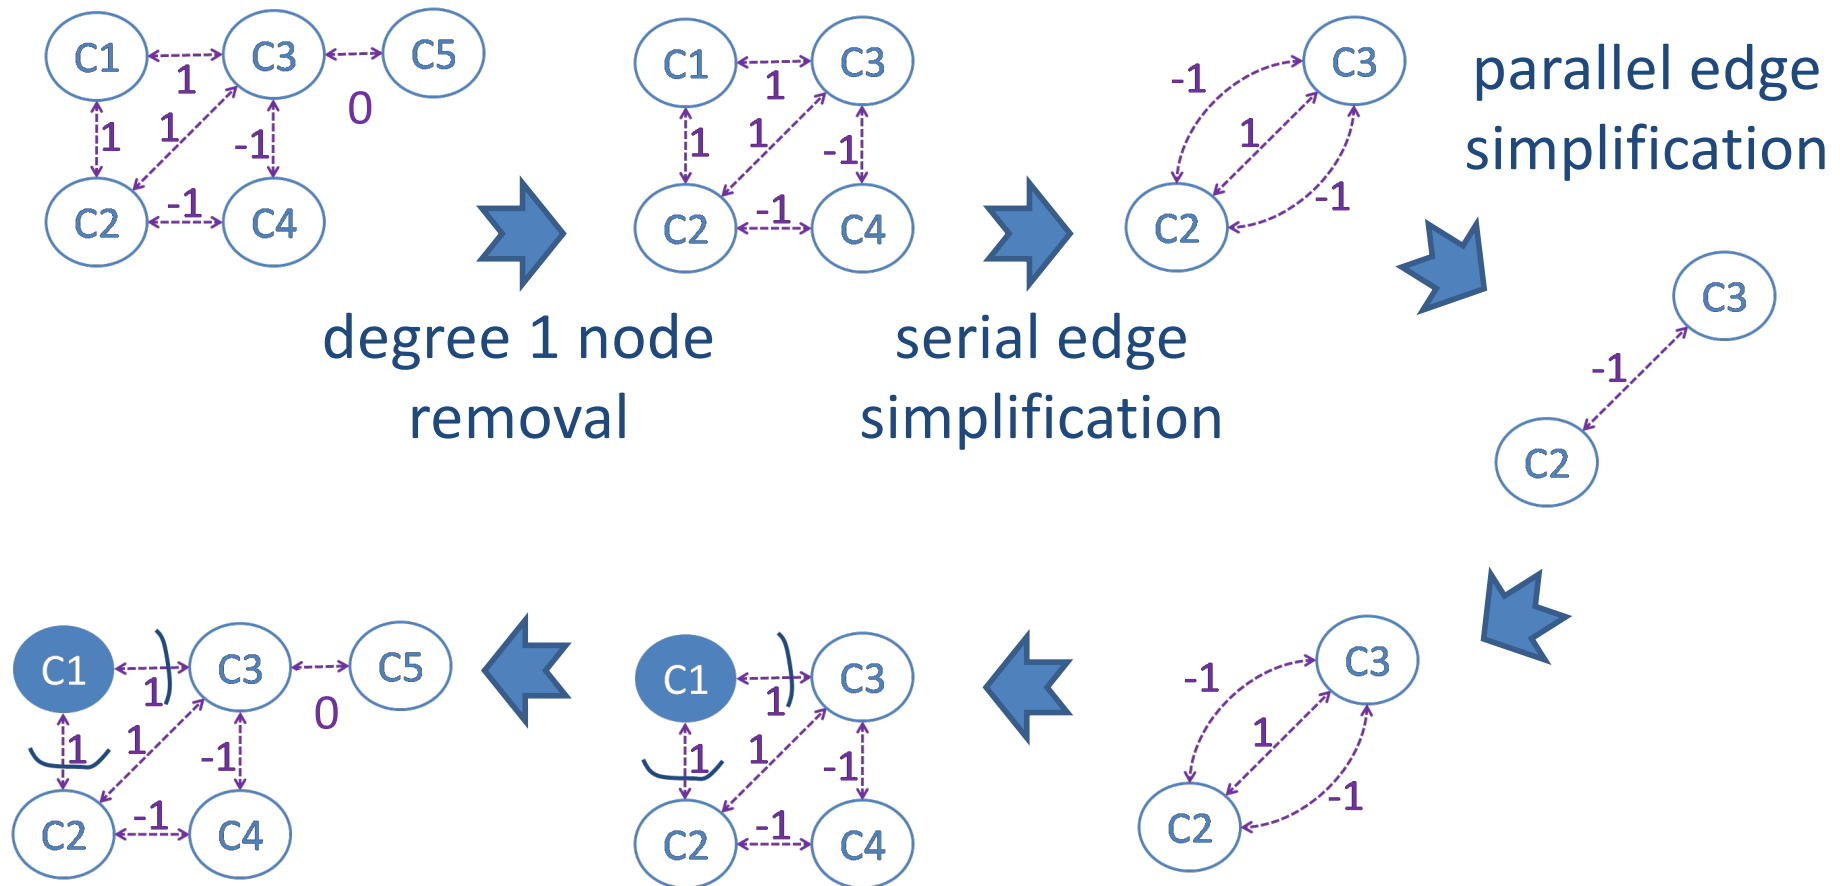 C1 1 C3 C5
1 1 -1 0
C2 -1 C4
degree 1 node
removal
C1 1 C3
1 1 -1
C2 -1 C4
serial edge
simplification
-1 C3
1
C2 -1
parallel edge
simplification
C3
-1
C2
-1 C3
1
C2 -1
C1 1 C3
1 1 -1
C2 -1 C4
C1 1 C3 C5
1 1 -1 0
C2 -1 C4